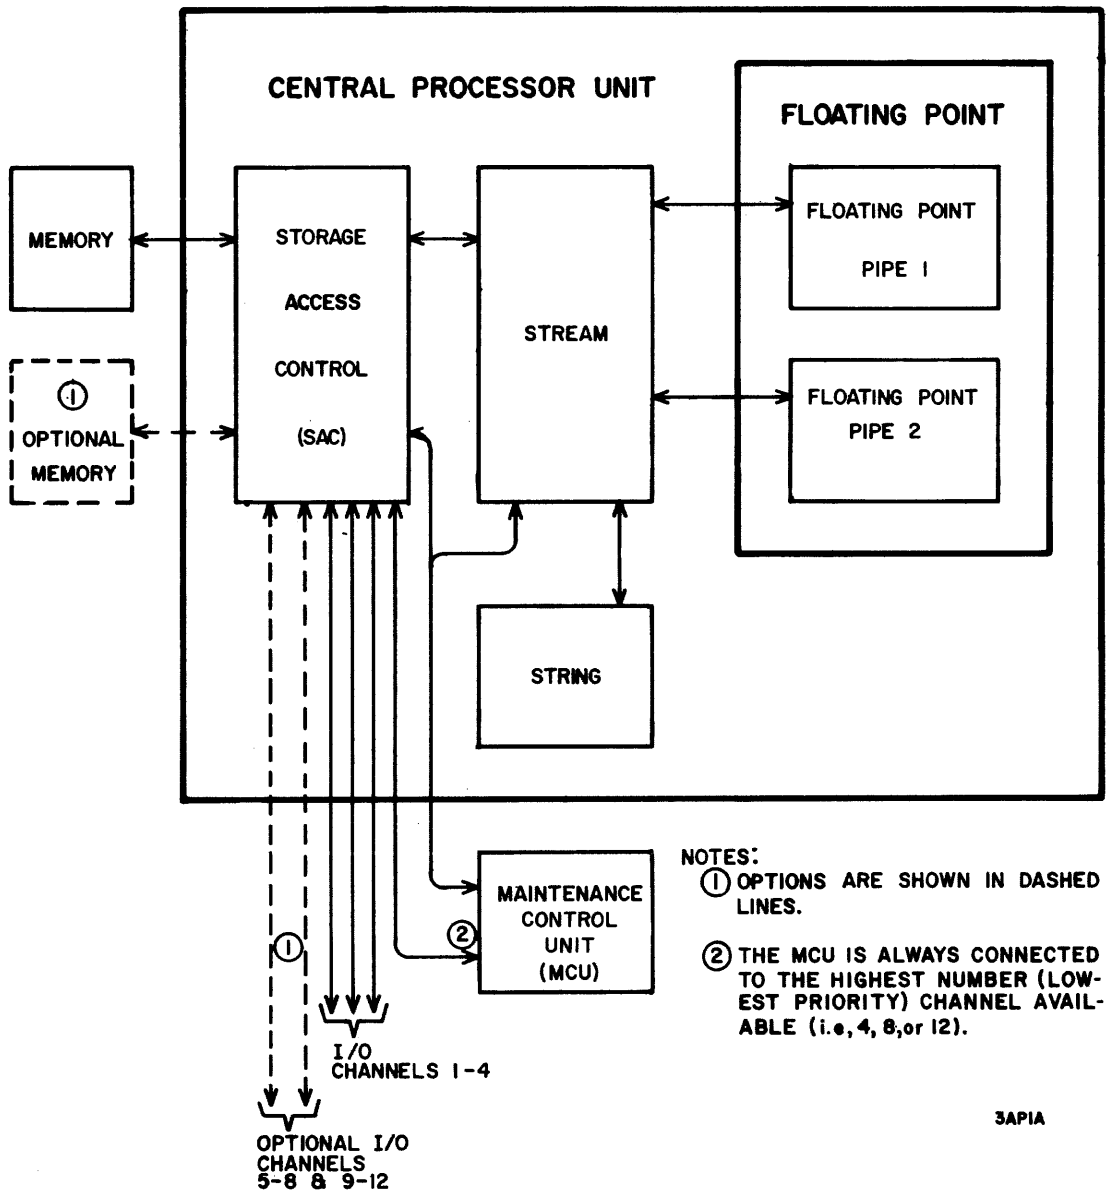 CENTRAL PROCESSOR UNIT
FLOATING POINT
MEMORY
STORAGE
ACCESS
CONTROL
(SAC)
STREAM
FLOATING POINT
PIPE 1
FLOATING POINT
PIPE 2
1
OPTIONAL
MEMORY
STRING
MAINTENANCE
CONTROL
UNIT
(MCU)
2
1
I/O
CHANNELS 1-4
OPTIONAL I/O
CHANNELS
5-8 & 9-12
NOTES:
1 OPTIONS ARE SHOWN IN DASHED
LINES.
2 THE MCU IS ALWAYS CONNECTED
TO THE HIGHEST NUMBER (LOW-
EST PRIORITY) CHANNEL AVAIL-
ABLE (i.e, 4, 8, or 12).
3AP1A